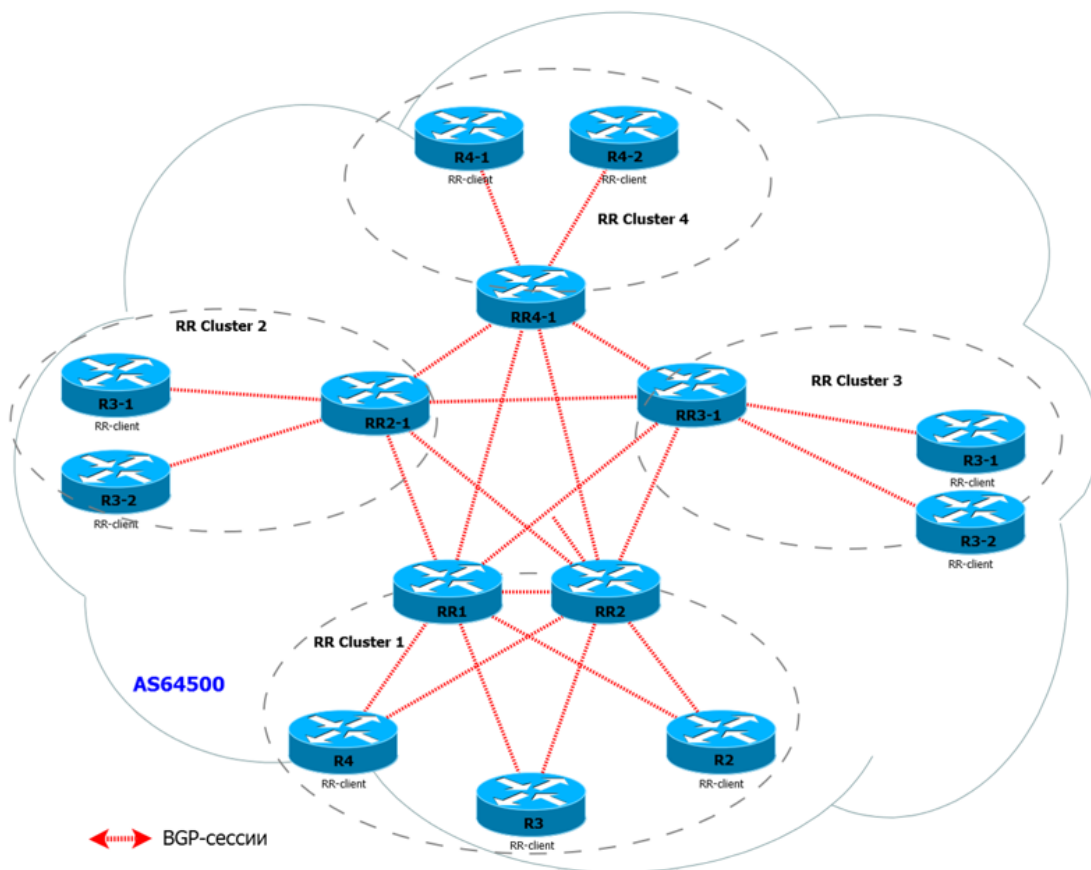 R4-1
RR-client
R4-2
RR-client
RR Cluster 4
RR4-1
RR Cluster 2
R3-1
RR-client
RR2-1
R3-2
RR-client
RR Cluster 3
RR3-1
R3-1
RR-client
R3-2
RR-client
RR1
RR2
RR Cluster 1
AS64500
R4
RR-client
R2
RR-client
R3
RR-client
BGP-сессии